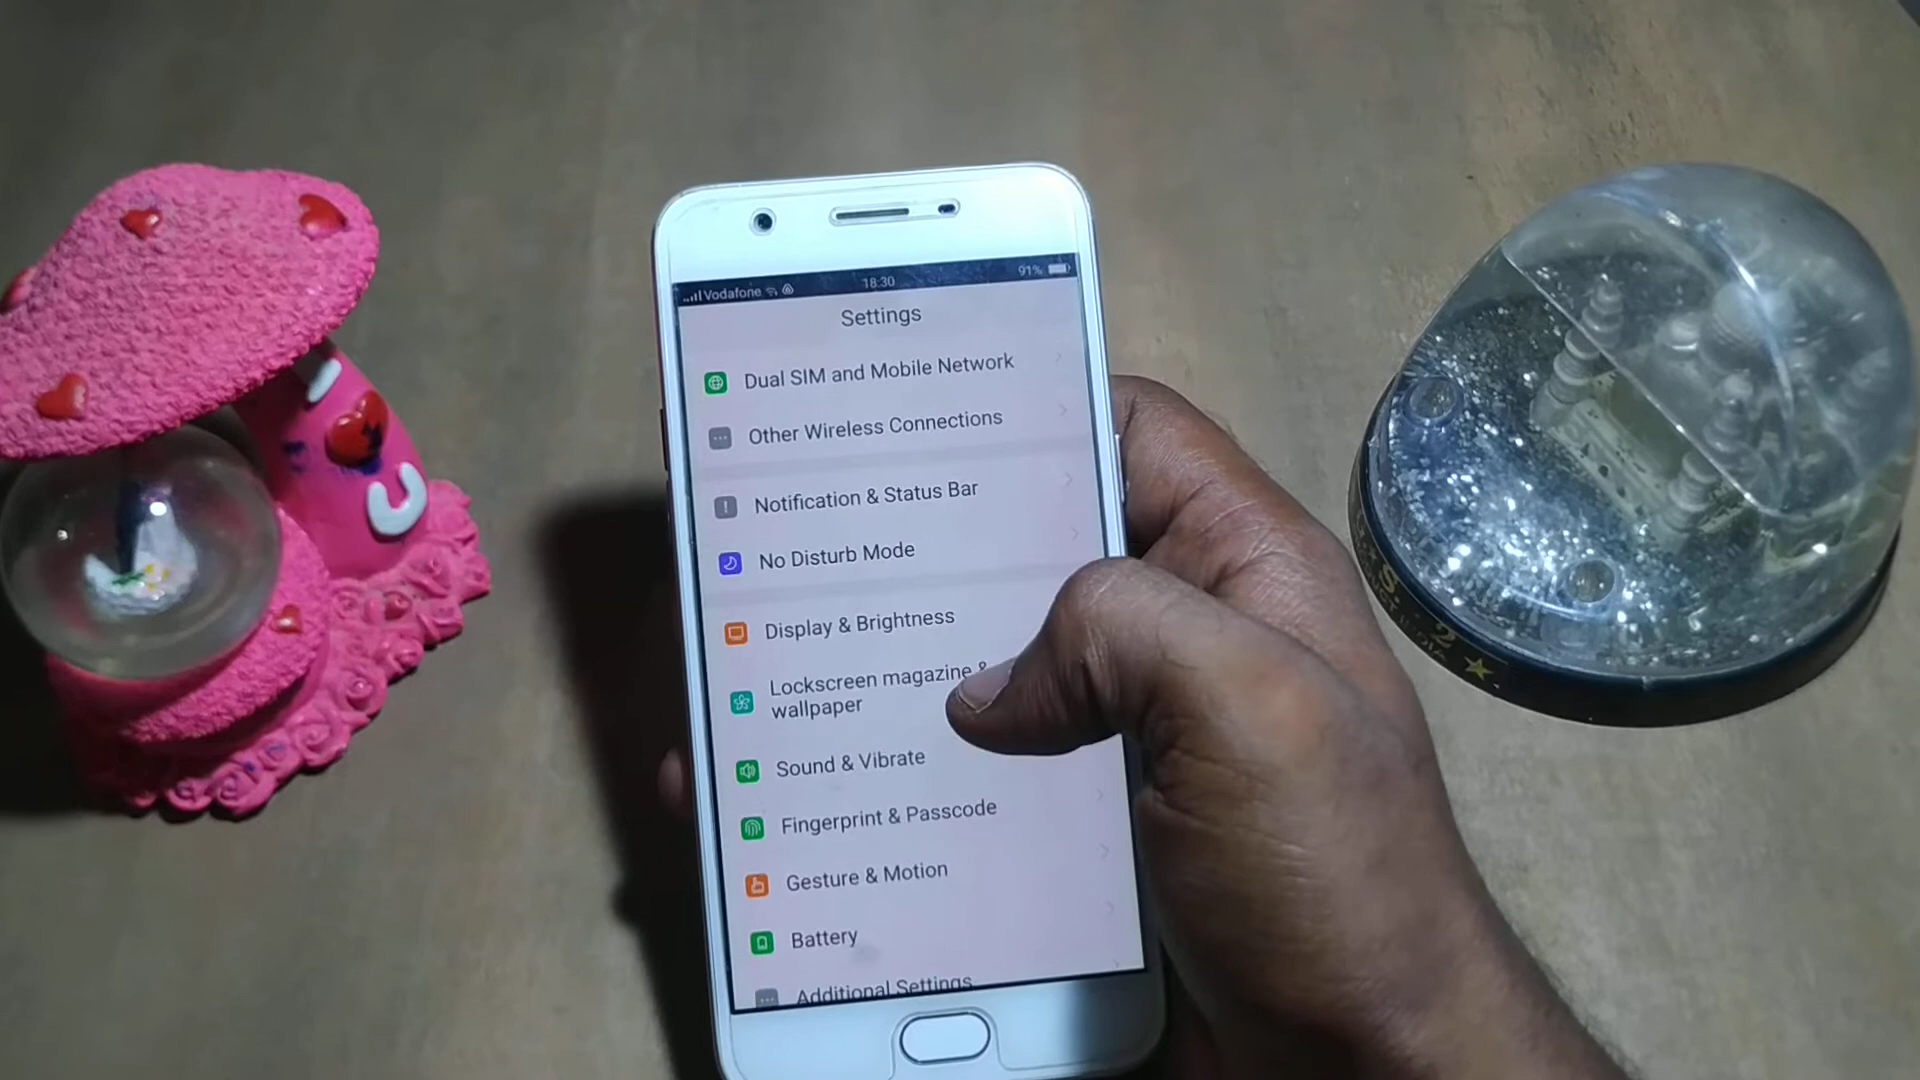 Vodafone 18:30 91%
Settings
Dual SIM and Mobile Network
Other Wireless Connections
Notification & Status Bar
No Disturb Mode
Display & Brightness
Lockscreen magazine &
wallpaper
Sound & Vibrate
Fingerprint & Passcode
Gesture & Motion
Battery
Additional Settings
I
U